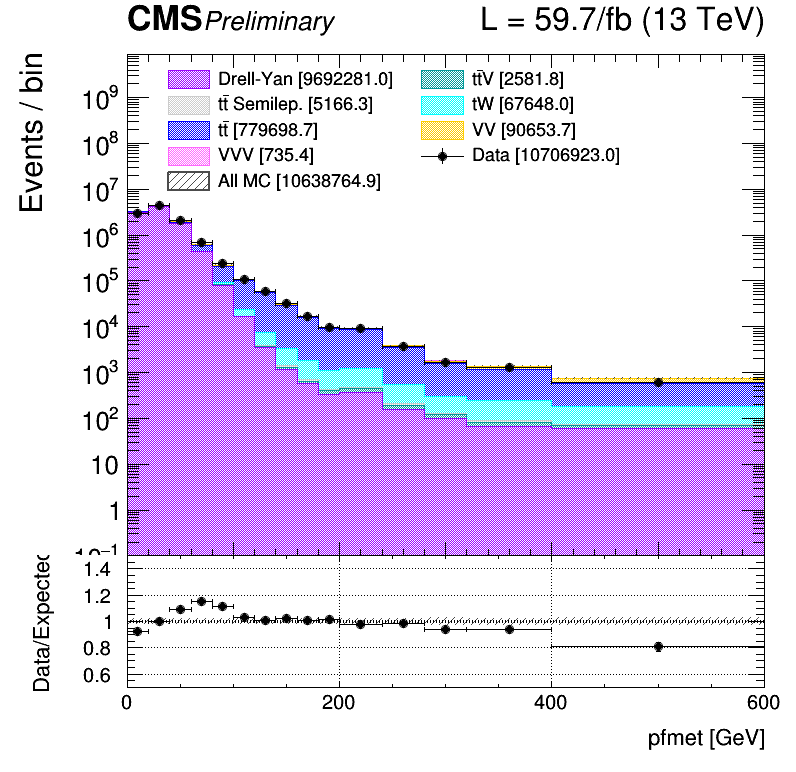 CMS Preliminary L = 59.7/fb (13 TeV)
Events / bin
Drell-Yan [9692281.0]
tt̄ Semilep. [5166.3]
tt̄ [779698.7]
VVV [735.4]
All MC [10638764.9]
tt̄V [2581.8]
tW [67648.0]
VV [90653.7]
Data [10706923.0]
10⁹
10⁸
10⁷
10⁶
10⁵
10⁴
10³
10²
10
1
10⁻¹
Data/Expected
1.4
1.2
1
0.8
0.6
0 200 400 600
pfmet [GeV]